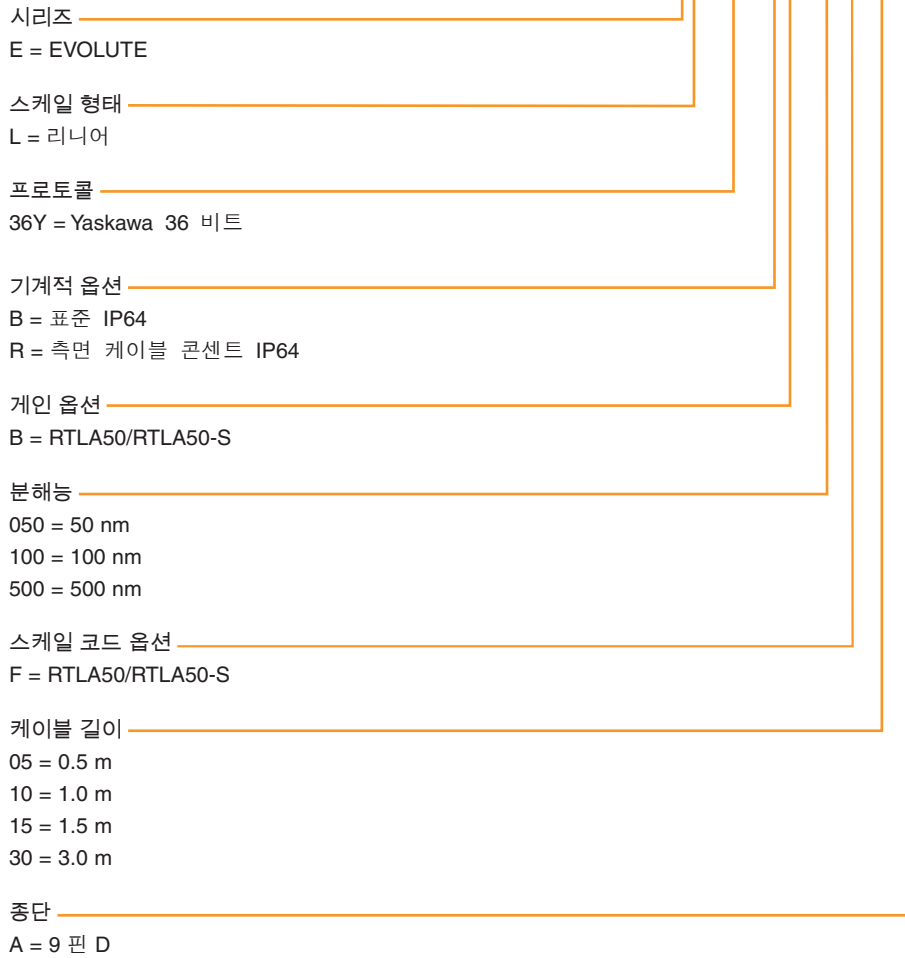 시리즈
E = EVOLUTE
스케일 형태
L = 리니어
프로토콜
36Y = Yaskawa 36 비트
기계적 옵션
B = 표준 IP64
R = 측면 케이블 콘센트 IP64
게인 옵션
B = RTLA50/RTLA50-S
분해능
050 = 50 nm
100 = 100 nm
500 = 500 nm
스케일 코드 옵션
F = RTLA50/RTLA50-S
케이블 길이
05 = 0.5 m
10 = 1.0 m
15 = 1.5 m
30 = 3.0 m
종단
A = 9 핀 D